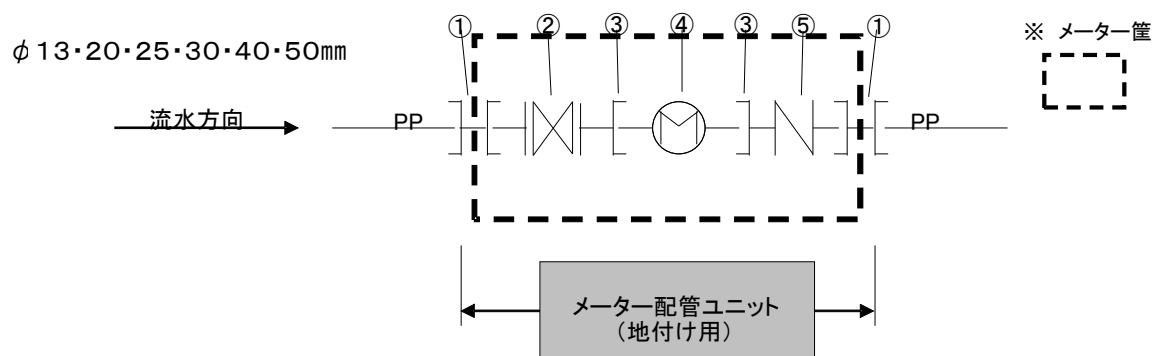 ① ② ③ ④ ③ ⑤ ①
φ13・20・25・30・40・50mm
※ メーター筐
流水方向
PP
M
PP
メーター配管ユニット
(地付け用)